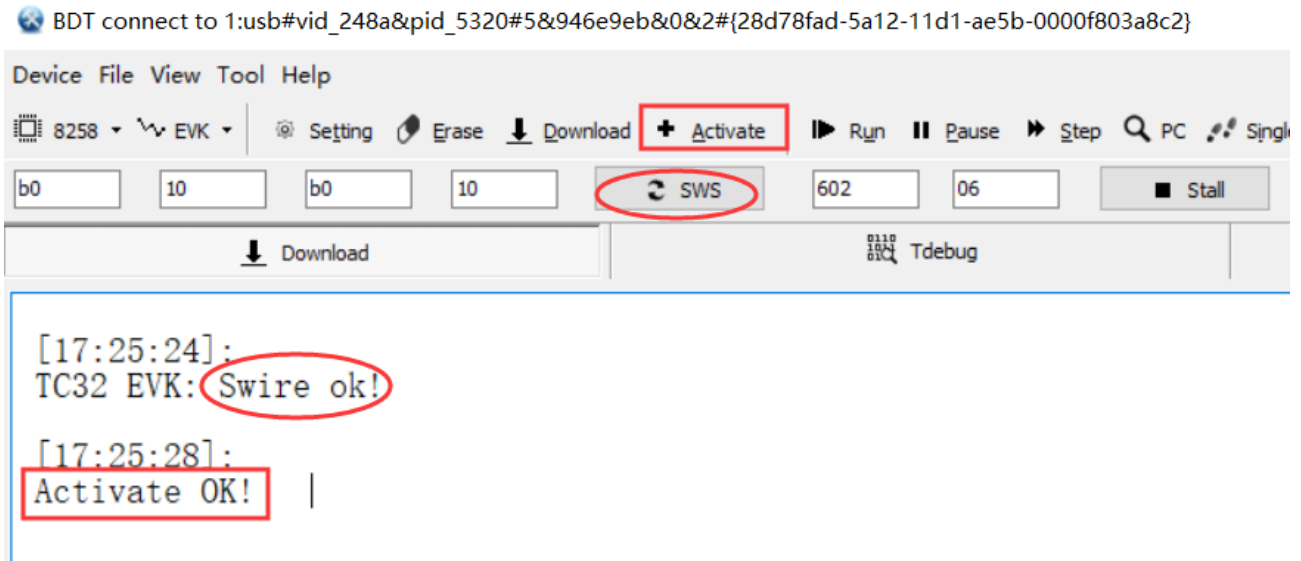 BDT connect to 1:usb#vid_248a&pid_5320#5&946e9eb&0&2#{28d78fad-5a12-11d1-ae5b-0000f803a8c2}
Device File View Tool Help
8258 EVK Setting Erase Download Activate Run Pause Step PC Singl
b0 10 b0 10 SWS 602 06 Stall
Download Tdebug
[17:25:24]:
TC32 EVK: Swire ok!
[17:25:28]:
Activate OK!